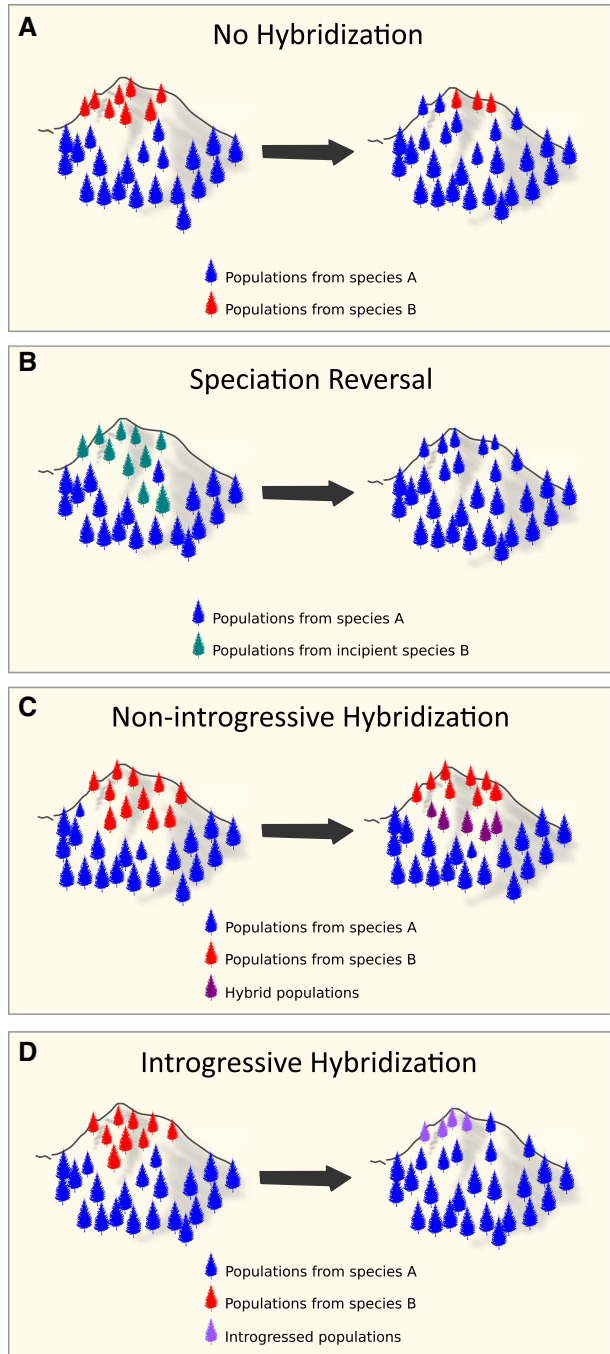 A
No Hybridization
Populations from species A
Populations from species B
B
Speciation Reversal
Populations from species A
Populations from incipient species B
C
Non-introgressive Hybridization
Populations from species A
Populations from species B
Hybrid populations
D
Introgressive Hybridization
Populations from species A
Populations from species B
Introgressed populations